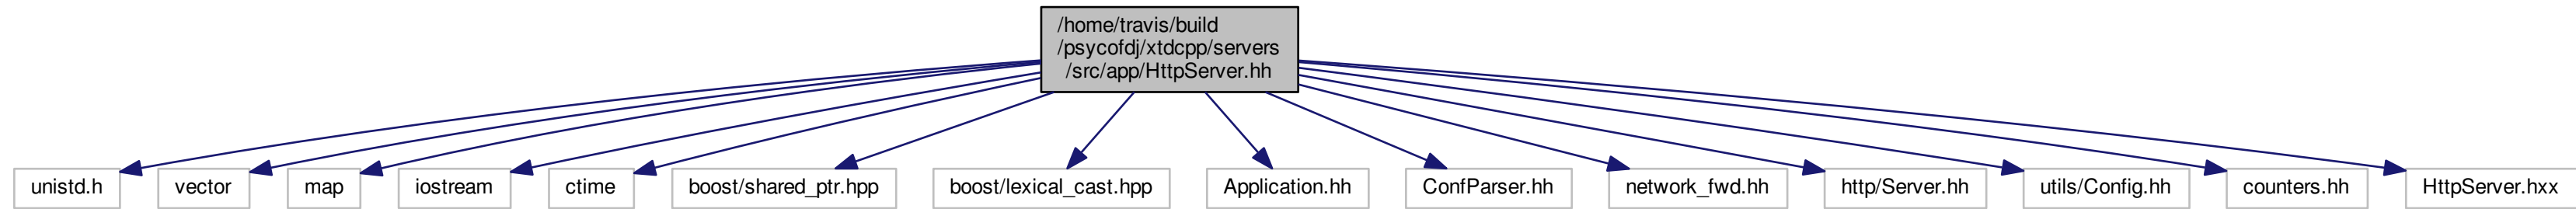 /home/travis/build
/psycofdj/xtdcpp/servers
/src/app/HttpServer.hh
unistd.h
vector
map
iostream
ctime
boost/shared_ptr.hpp
boost/lexical_cast.hpp
Application.hh
ConfParser.hh
network_fwd.hh
http/Server.hh
utils/Config.hh
counters.hh
HttpServer.hxx